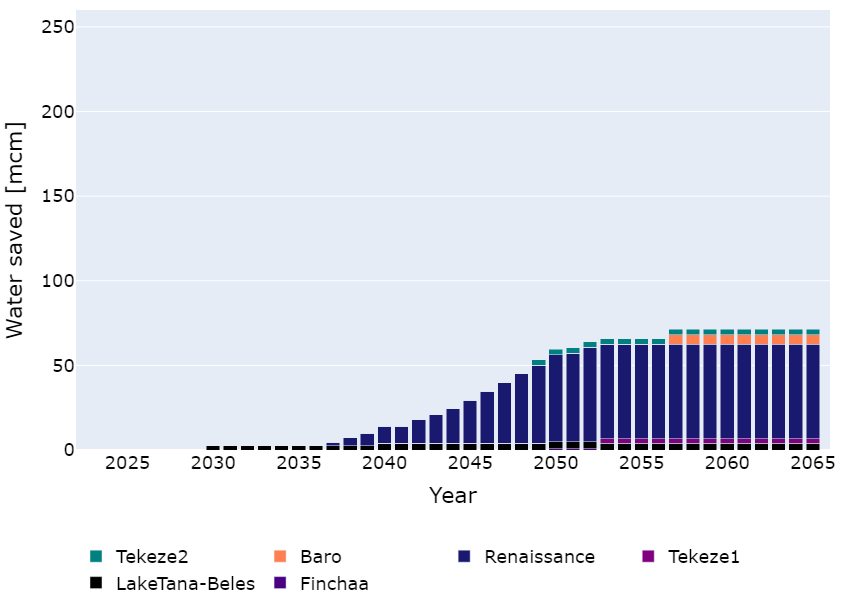 250
200
150
100
50
0
Water saved [mcm]
2025 2030 2035 2040 2045 2050 2055 2060 2065
Year
Tekeze2 Baro Renaissance Tekeze1
LakeTana-Beles Finchaa